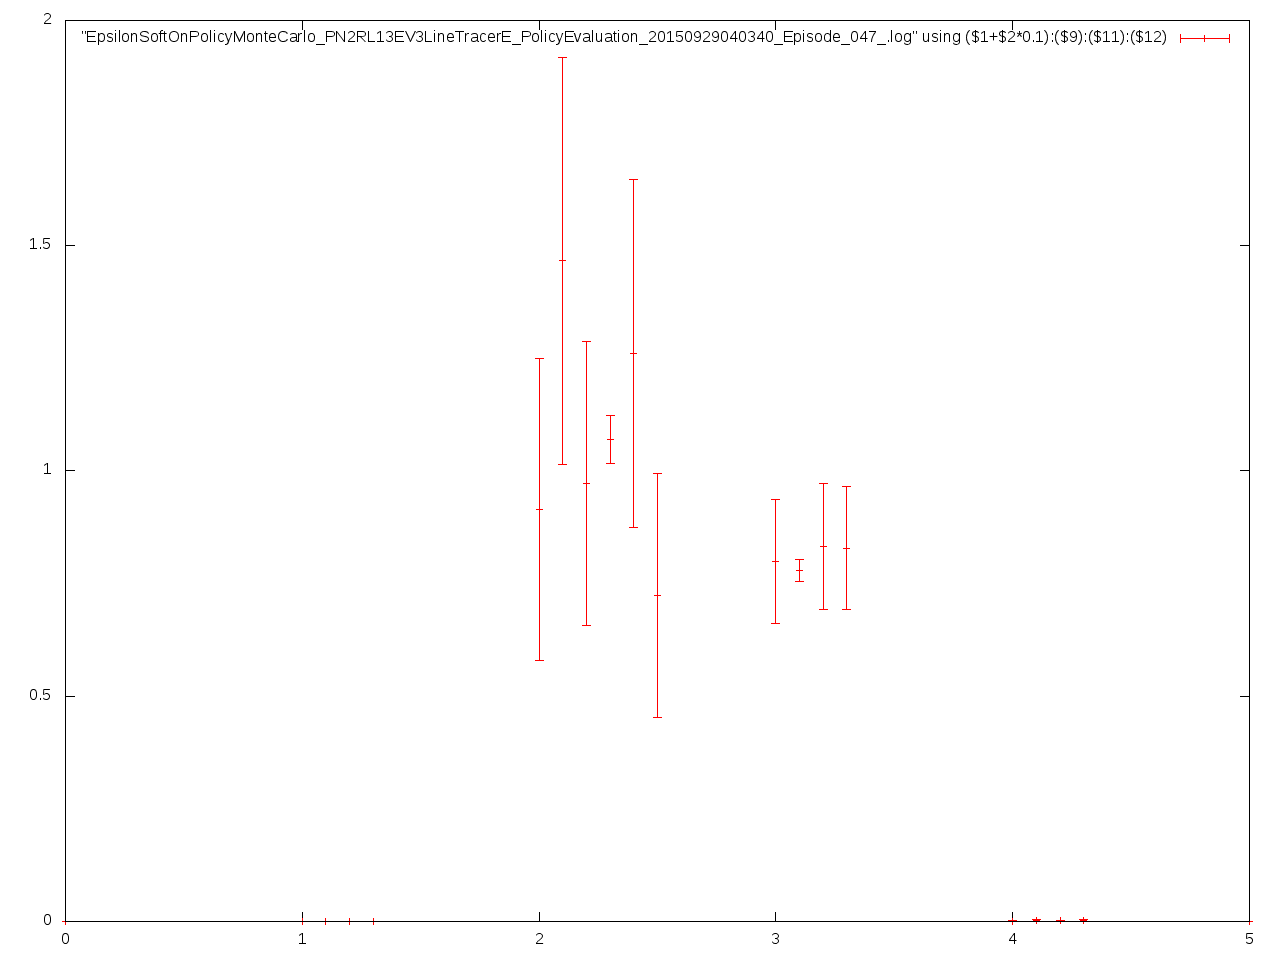 2
"EpsilonSoftOnPolicyMonteCarlo_PN2RL13EV3LineTracerE_PolicyEvaluation_20150929040340_Episode_047_.log" using ($1+$2*0.1):($9):($11):($12)
1.5
1
0.5
0
0 1 2 3 4 5